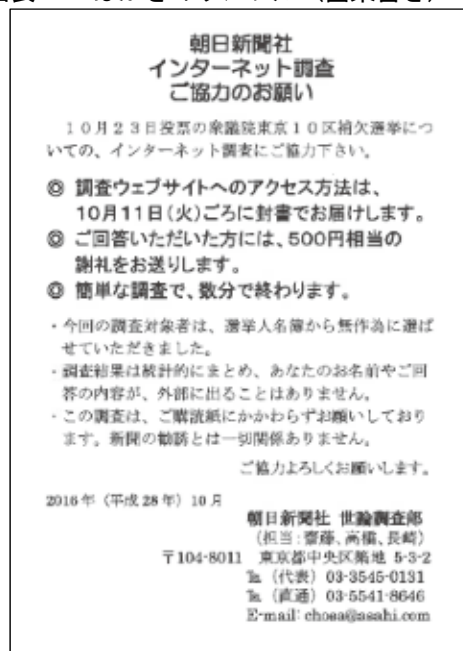 朝日新聞社
インターネット調査
ご協力のお願い
10月23日投票の衆議院東京10区補欠選挙につ
いての、インターネット調査にご協力下さい。
◎ 調査ウェブサイトへのアクセス方法は、
10月11日(火)ごろに封書でお届けします。
◎ ご回答いただいた方には、500円相当の
謝礼をお送りします。
◎ 簡単な調査で、数分で終わります。
・今回の調査対象者は、選挙人名簿から無作為に選ば
せていただきました。
・調査結果は統計的にまとめ、あなたのお名前やご回
答の内容が、外部に出ることはありません。
・この調査は、ご購読紙にかかわらずお願いしており
ます。新聞の勧誘とは一切関係ありません。
ご協力よろしくお願いします。
2016年（平成28年）10月
朝日新聞社 世論調査部
（担当:齋藤、高橋、長崎）
〒104-8011 東京都中央区築地 5-3-2
℡（代表）03-3545-0131
℡（直通）03-5541-8646
E-mail: chosa@asahi.com